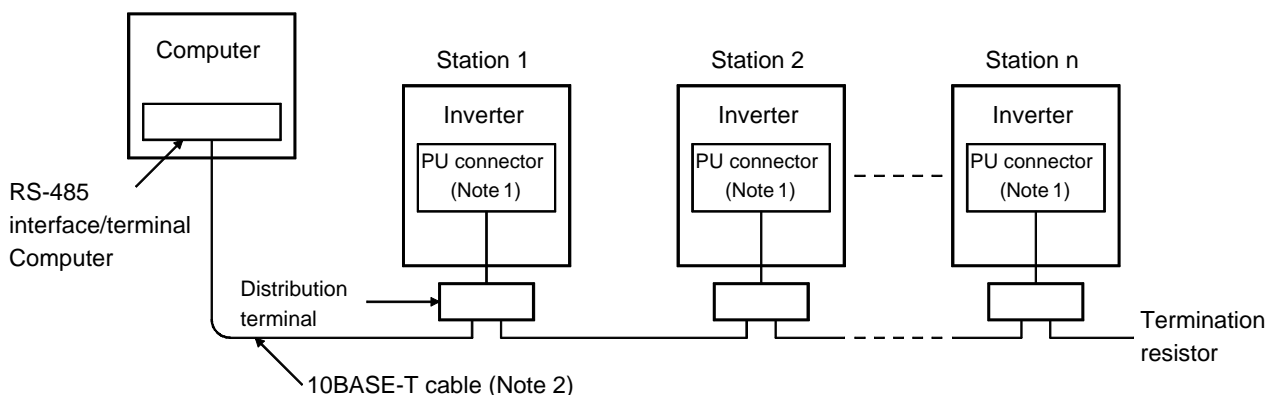 Computer
Station 1
Station 2
Station n
Inverter
Inverter
Inverter
PU connector
(Note 1)
PU connector
(Note 1)
PU connector
(Note 1)
RS-485
interface/terminal
Computer
Distribution
terminal
Termination
resistor
10BASE-T cable (Note 2)